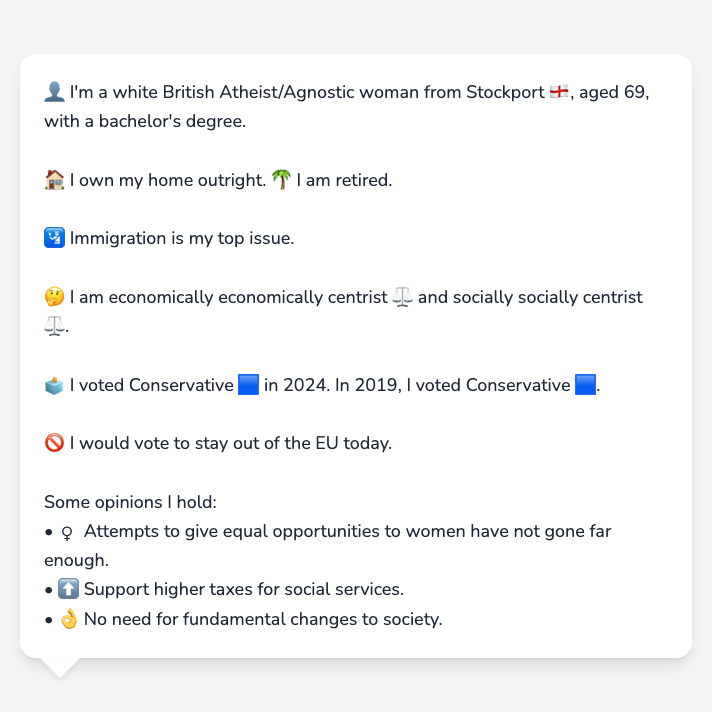 👤 I'm a white British Atheist/Agnostic woman from Stockport 🏴󠁧󠁢󠁥󠁮󠁧󠁿, aged 69,
with a bachelor's degree.
🏠 I own my home outright. 🌴 I am retired.
🛂 Immigration is my top issue.
🤔 I am economically economically centrist ⚖️ and socially socially centrist
⚖️.
🗳️ I voted Conservative 🟦 in 2024. In 2019, I voted Conservative 🟦.
🚫 I would vote to stay out of the EU today.
Some opinions I hold:
• ♀ Attempts to give equal opportunities to women have not gone far
enough.
• ⬆️ Support higher taxes for social services.
• 👌 No need for fundamental changes to society.